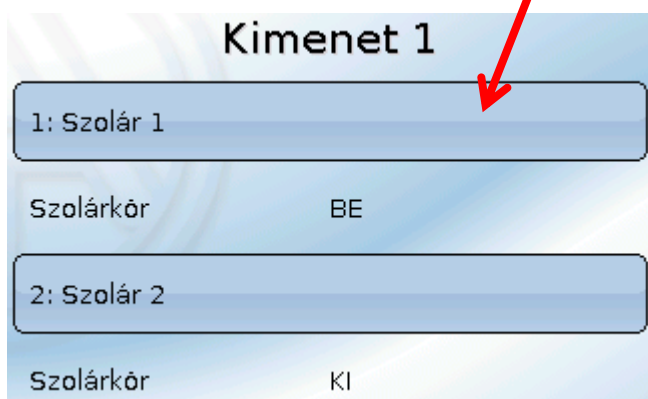 Kimenet 1
1: Szolár 1
Szolárkör BE
2: Szolár 2
Szolárkör KI